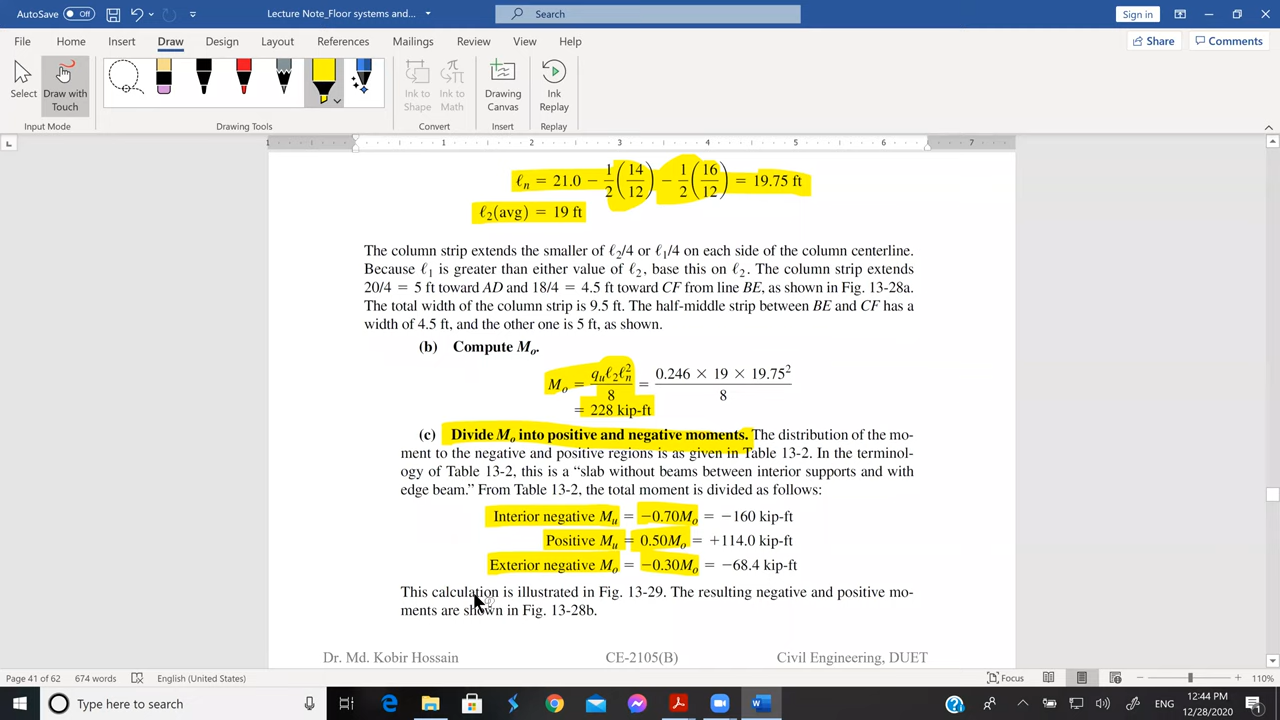 AutoSave Off
Lecture Note_Floor systems and...
Search
Sign in
File Home Insert Draw Design Layout References Mailings Review View Help
Share Comments
Select
Draw with Touch
Ink to Shape
Ink to Math
Drawing Canvas
Ink Replay
Input Mode Drawing Tools Convert Insert Replay
1 1 2 3 4 5 6 7
ℓn = 21.0 − 1/2(14/12) − 1/2(16/12) = 19.75 ft
ℓ2(avg) = 19 ft
The column strip extends the smaller of ℓ2/4 or ℓ1/4 on each side of the column centerline.
Because ℓ1 is greater than either value of ℓ2, base this on ℓ2. The column strip extends
20/4 = 5 ft toward AD and 18/4 = 4.5 ft toward CF from line BE, as shown in Fig. 13-28a.
The total width of the column strip is 9.5 ft. The half-middle strip between BE and CF has a
width of 4.5 ft, and the other one is 5 ft, as shown.
(b) Compute Mo.
Mo = quℓ2ℓn²/8 = 0.246 × 19 × 19.75²/8
= 228 kip-ft
(c) Divide Mo into positive and negative moments. The distribution of the mo-
ment to the negative and positive regions is as given in Table 13-2. In the terminol-
ogy of Table 13-2, this is a “slab without beams between interior supports and with
edge beam.” From Table 13-2, the total moment is divided as follows:
Interior negative Mu = −0.70Mo = −160 kip-ft
Positive Mu = 0.50Mo = +114.0 kip-ft
Exterior negative Mo = −0.30Mo = −68.4 kip-ft
This calculation is illustrated in Fig. 13-29. The resulting negative and positive mo-
ments are shown in Fig. 13-28b.
Dr. Md. Kobir Hossain CE-2105(B) Civil Engineering, DUET
Page 41 of 62 674 words English (United States) Focus 110%
Type here to search
12:44 PM
12/28/2020